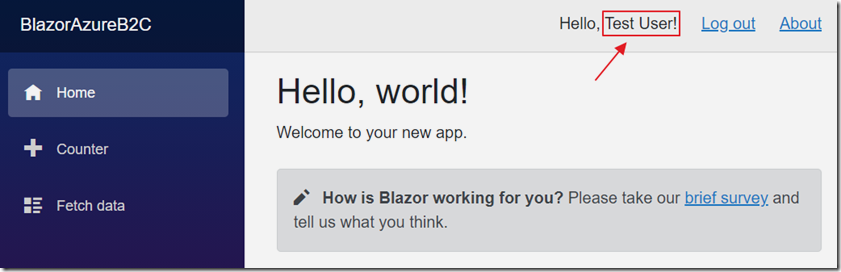 BlazorAzureB2C
Hello, Test User! Log out About
Home
Counter
Fetch data
Hello, world!
Welcome to your new app.
How is Blazor working for you? Please take our brief survey and
tell us what you think.